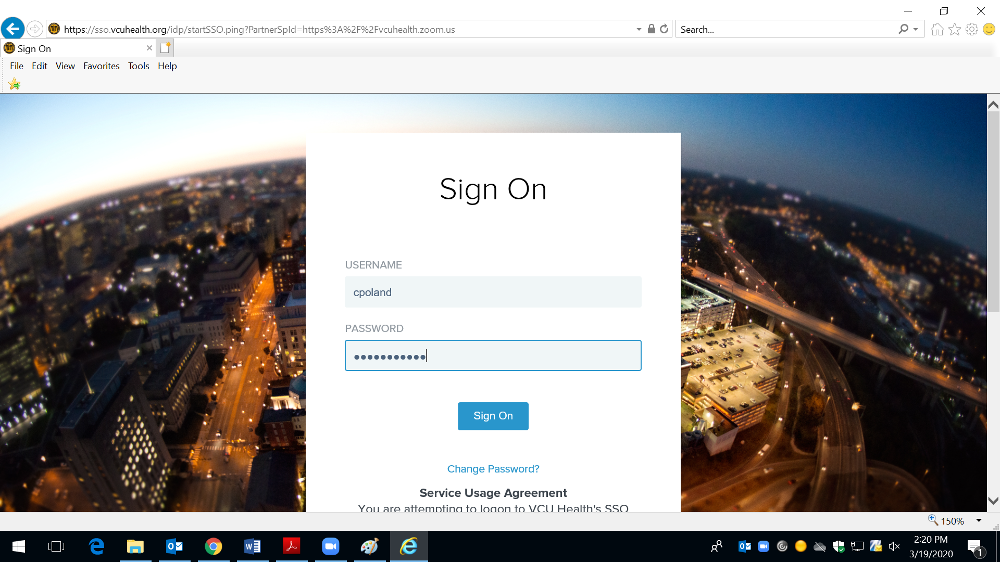 https://sso.vcuhealth.org/idp/startSSO.ping?PartnerSpId=https%3A%2F%2Fvcuhealth.zoom.us
Search...
Sign On
File Edit View Favorites Tools Help
Sign On
USERNAME
cpoland
PASSWORD
Sign On
Change Password?
Service Usage Agreement
You are attempting to logon to VCU Health's SSO
150%
2:20 PM
3/19/2020
1